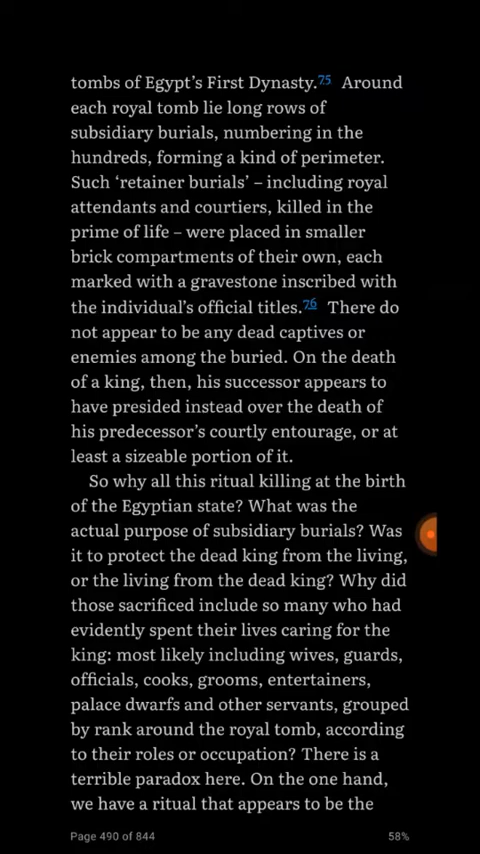 tombs of Egypt’s First Dynasty.75 Around
each royal tomb lie long rows of
subsidiary burials, numbering in the
hundreds, forming a kind of perimeter.
Such ‘retainer burials’ – including royal
attendants and courtiers, killed in the
prime of life – were placed in smaller
brick compartments of their own, each
marked with a gravestone inscribed with
the individual’s official titles.76 There do
not appear to be any dead captives or
enemies among the buried. On the death
of a king, then, his successor appears to
have presided instead over the death of
his predecessor’s courtly entourage, or at
least a sizeable portion of it.
So why all this ritual killing at the birth
of the Egyptian state? What was the
actual purpose of subsidiary burials? Was
it to protect the dead king from the living,
or the living from the dead king? Why did
those sacrificed include so many who had
evidently spent their lives caring for the
king: most likely including wives, guards,
officials, cooks, grooms, entertainers,
palace dwarfs and other servants, grouped
by rank around the royal tomb, according
to their roles or occupation? There is a
terrible paradox here. On the one hand,
we have a ritual that appears to be the
Page 490 of 844 58%